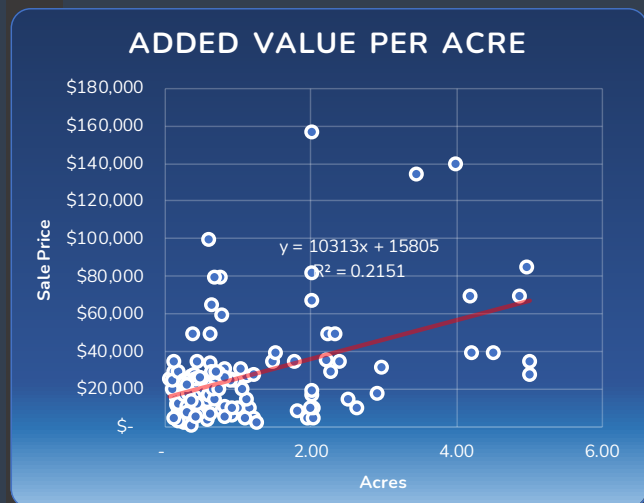 ADDED VALUE PER ACRE
$180,000
$160,000
$140,000
$120,000
$100,000
$80,000
$60,000
$40,000
$20,000
$-
Sale Price
y = 10313x + 15805
R² = 0.2151
- 2.00 4.00 6.00
Acres